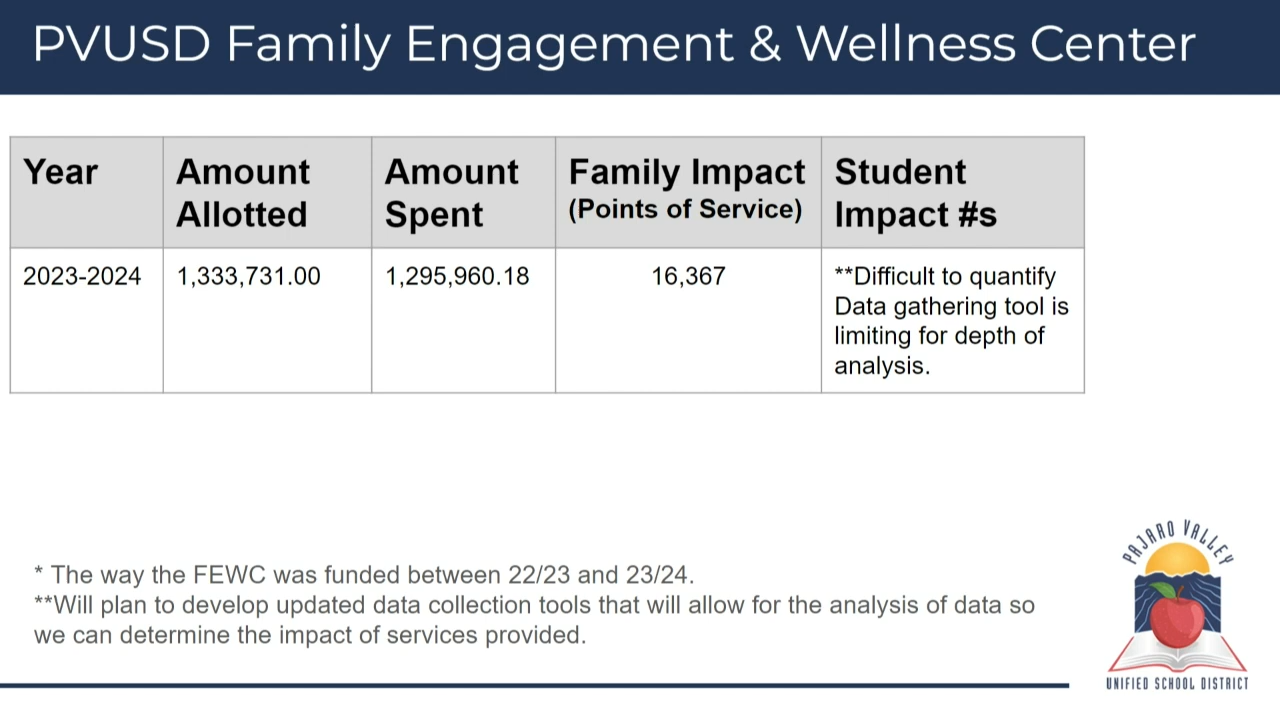 PVUSD Family Engagement & Wellness Center
Year
Amount
Allotted
Amount
Spent
Family Impact
(Points of Service)
Student
Impact #s
2023-2024
1,333,731.00
1,295,960.18
16,367
**Difficult to quantify
Data gathering tool is
limiting for depth of
analysis.
* The way the FEWC was funded between 22/23 and 23/24.
**Will plan to develop updated data collection tools that will allow for the analysis of data so
we can determine the impact of services provided.
PAJARO VALLEY
UNIFIED SCHOOL DISTRICT